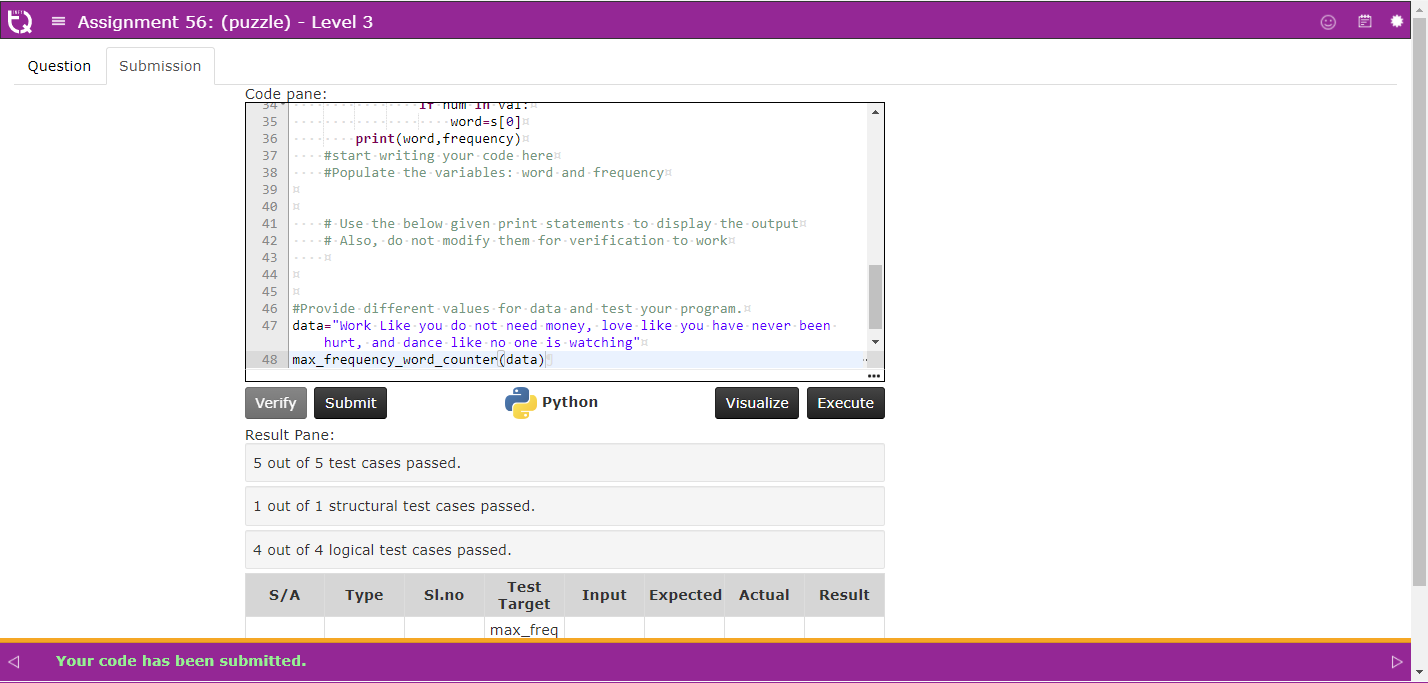 Assignment 56: (puzzle) - Level 3
Question Submission
Code pane:
34 if num in val:
35 word=s[0]
36 print(word,frequency)
37 #start writing your code here
38 #Populate the variables: word and frequency
39
40
41 # Use the below given print statements to display the output
42 # Also, do not modify them for verification to work
43
44
45
46 #Provide different values for data and test your program.
47 data="Work Like you do not need money, love like you have never been
hurt, and dance like no one is watching"
48 max_frequency_word_counter(data)
Verify Submit Python Visualize Execute
Result Pane:
5 out of 5 test cases passed.
1 out of 1 structural test cases passed.
4 out of 4 logical test cases passed.
S/A Type Sl.no Test Target Input Expected Actual Result
max_freq
Your code has been submitted.